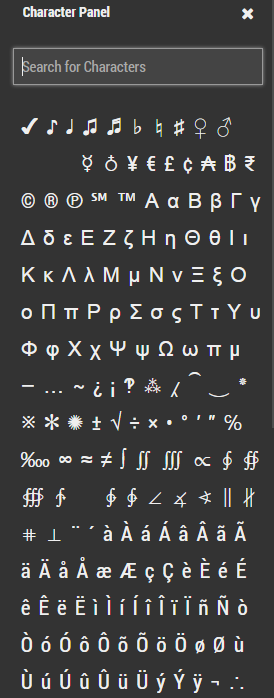 Character Panel ✖
Search for Characters
✔ ♪ ♩ ♫ ♬ ♭ ♮ ♯ ♀ ♂
☿ ♁ ¥ € £ ¢ ₳ ฿ ₹
© ® ℗ ℠ ™ Α α Β β Γ γ
Δ δ ε Ε Ζ ζ Η η Θ θ Ι ι
Κ κ Λ λ Μ μ Ν ν Ξ ξ Ο
ο Π π Ρ ρ Σ σ ς Τ τ Υ υ
Φ φ Χ χ Ψ ψ Ω ω π µ
– … ~ ¿ ¡ ‽ ⁂ ⁁ ⁀ ‿ ⁕
※ ✻ ✺ ± √ ÷ × • ° ′ ″ ℅
‰ ∞ ≈ ≠ ∫ ∬ ∭ ∝ ∮ ∯
∰ ∱ ∲ ∳ ∠ ∡ ∢ ∥ ∦
⧺ ⊥ ¨ ´ à À á Á â Â ã Ã
ä Ä å Å æ Æ ç Ç è È é É
ê Ê ë Ë ì Ì í Í î Î ï Ï ñ Ñ ò
Ò ó Ó ô Ô õ Õ ö Ö ø Ø ù
Ù ú Ú û Û ü Ü ý Ý ÿ ¬ ∴